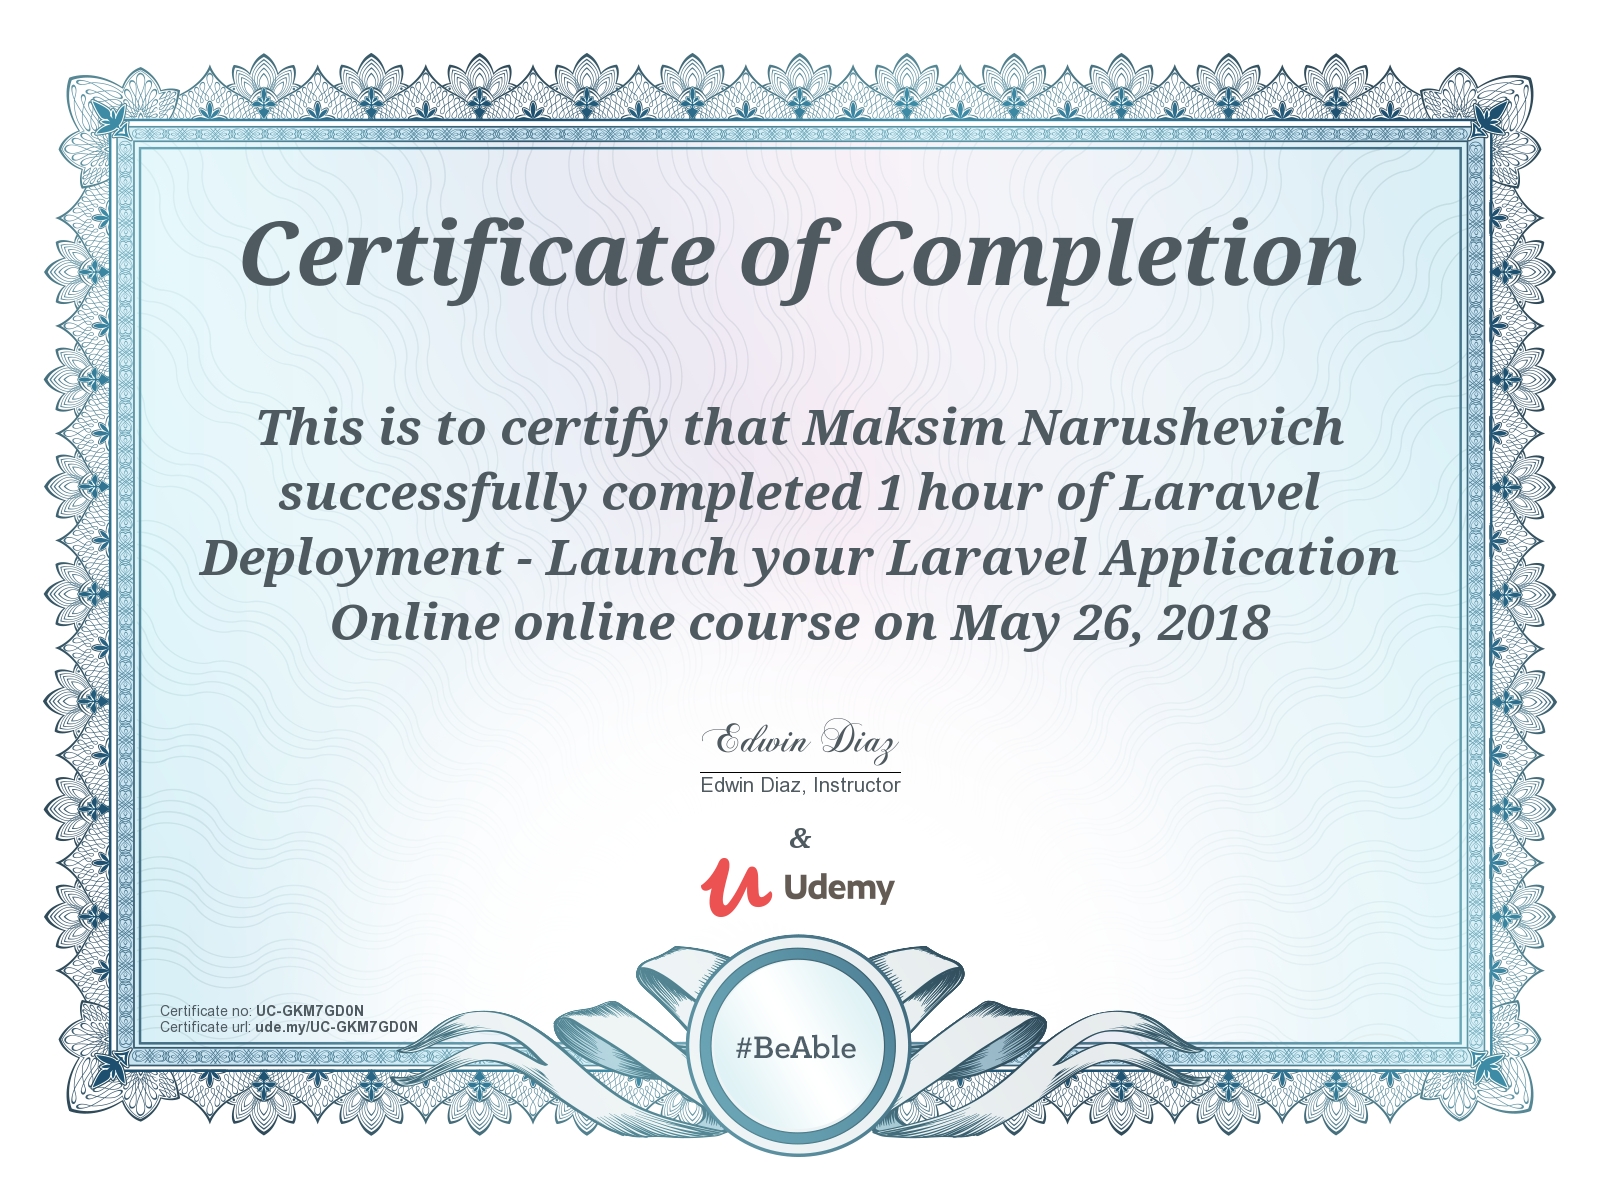 Certificate of Completion
This is to certify that Maksim Narushevich
successfully completed 1 hour of Laravel
Deployment - Launch your Laravel Application
Online online course on May 26, 2018
Edwin Diaz
Edwin Diaz, Instructor
&
Udemy
Certificate no: UC-GKM7GD0N
Certificate url: ude.my/UC-GKM7GD0N
#BeAble